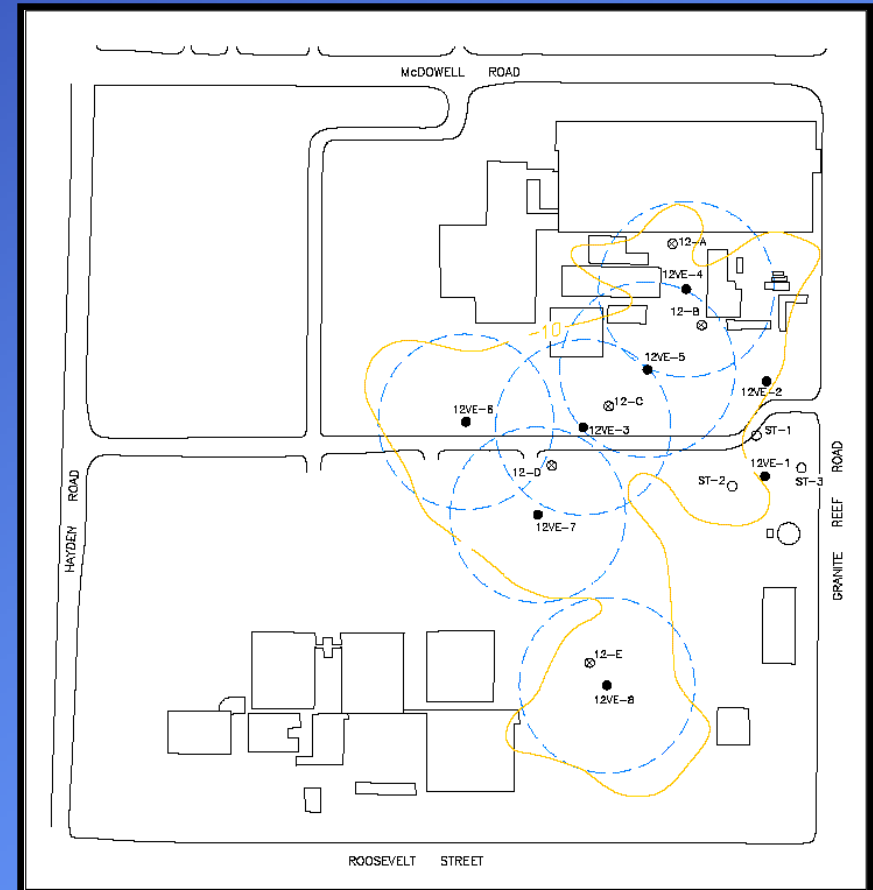 McDOWELL ROAD
12-A
12VE-4
12-B
10
12VE-5
12VE-2
12VE-6
12-C
12VE-3
ST-1
12-D
12VE-1
ST-2
ST-3
12VE-7
HAYDEN ROAD
GRANITE REEF ROAD
12-E
12VE-8
ROOSEVELT STREET